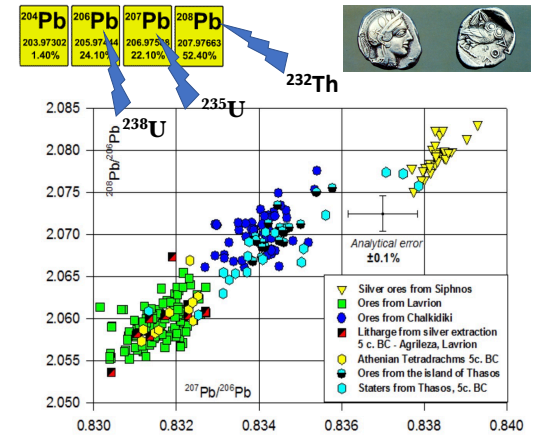 204Pb 206Pb 207Pb 208Pb
203.97302 205.97444 206.9758 207.97663
1.40% 24.10% 22.10% 52.40%
232Th
235U
238U
208Pb/206Pb
2.085
2.080
2.075
2.070
2.065
2.060
2.055
2.050
Analytical error
±0.1%
Silver ores from Siphnos
Ores from Lavrion
Ores from Chalkidiki
Litharge from silver extraction
5 c. BC - Agrileza, Lavrion
Athenian Tetradrachms 5c. BC
Ores from the island of Thasos
Staters from Thasos, 5c. BC
207Pb/206Pb
0.830 0.832 0.834 0.836 0.838 0.840